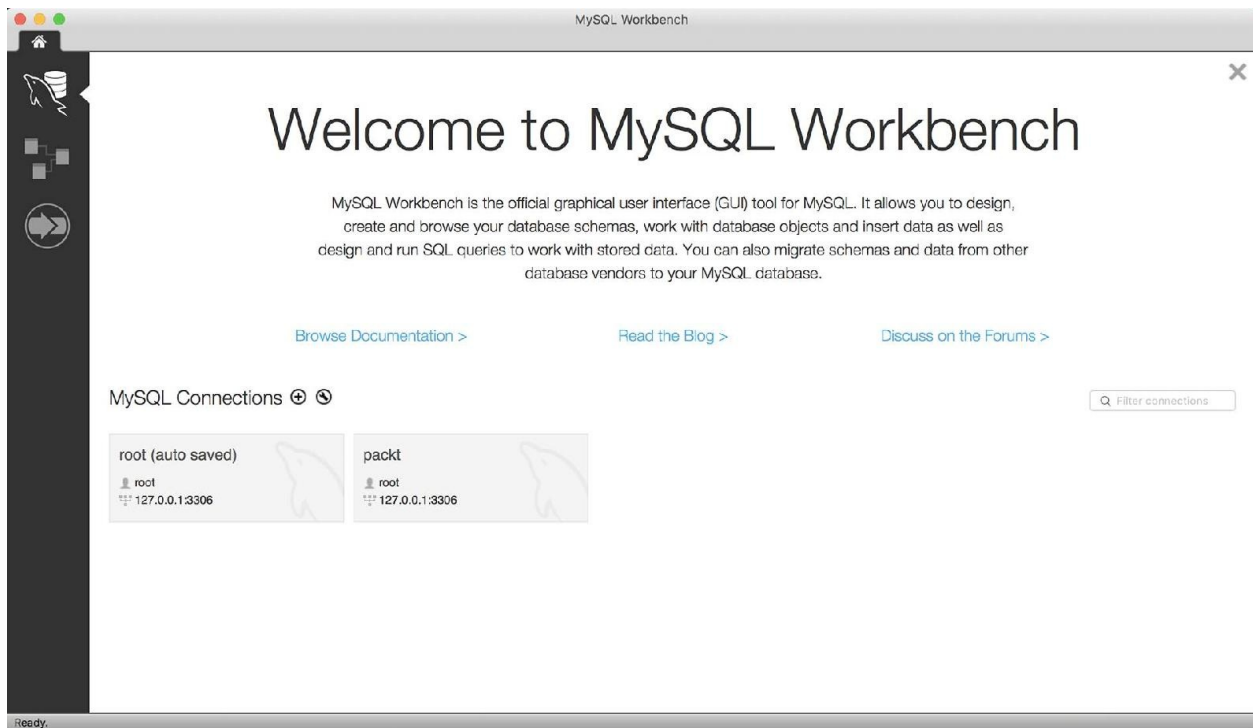 MySQL Workbench
Welcome to MySQL Workbench
MySQL Workbench is the official graphical user interface (GUI) tool for MySQL. It allows you to design,
create and browse your database schemas, work with database objects and insert data as well as
design and run SQL queries to work with stored data. You can also migrate schemas and data from other
database vendors to your MySQL database.
Browse Documentation > Read the Blog > Discuss on the Forums >
MySQL Connections Filter connections
root (auto saved) packt
root root
127.0.0.1:3306 127.0.0.1:3306
Ready.